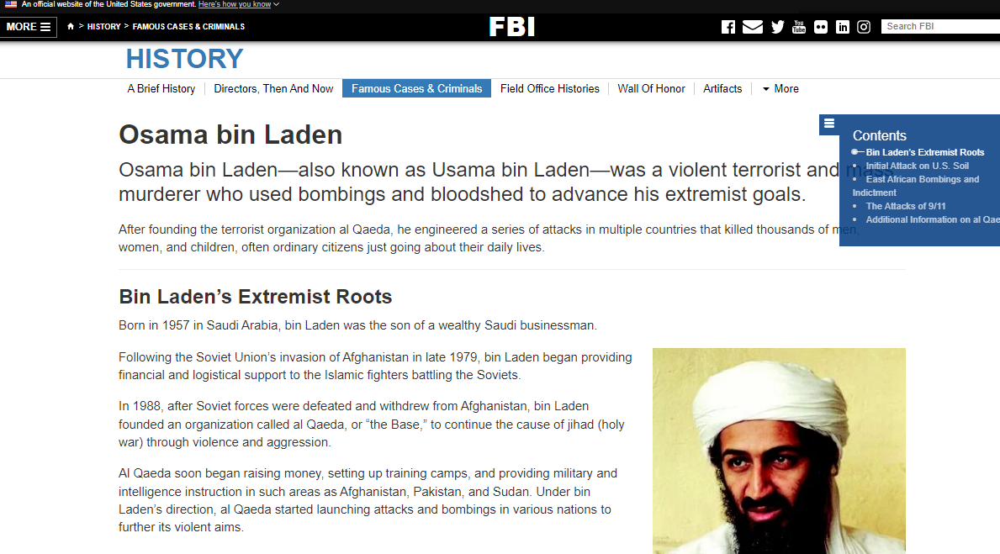 An official website of the United States government. Here's how you know
MORE
> HISTORY > FAMOUS CASES & CRIMINALS
FBI
You
Tube
in
Search FBI
HISTORY
A Brief History
Directors, Then And Now
Famous Cases & Criminals
Field Office Histories
Wall Of Honor
Artifacts
More
Osama bin Laden
Osama bin Laden—also known as Usama bin Laden—was a violent terrorist and mass
murderer who used bombings and bloodshed to advance his extremist goals.
After founding the terrorist organization al Qaeda, he engineered a series of attacks in multiple countries that killed thousands of men,
women, and children, often ordinary citizens just going about their daily lives.
Contents
Bin Laden's Extremist Roots
• Initial Attack on U.S. Soil
• East African Bombings and
Indictment
• The Attacks of 9/11
• Additional Information on al Qae
Bin Laden’s Extremist Roots
Born in 1957 in Saudi Arabia, bin Laden was the son of a wealthy Saudi businessman.
Following the Soviet Union’s invasion of Afghanistan in late 1979, bin Laden began providing
financial and logistical support to the Islamic fighters battling the Soviets.
In 1988, after Soviet forces were defeated and withdrew from Afghanistan, bin Laden
founded an organization called al Qaeda, or “the Base,” to continue the cause of jihad (holy
war) through violence and aggression.
Al Qaeda soon began raising money, setting up training camps, and providing military and
intelligence instruction in such areas as Afghanistan, Pakistan, and Sudan. Under bin
Laden’s direction, al Qaeda started launching attacks and bombings in various nations to
further its violent aims.